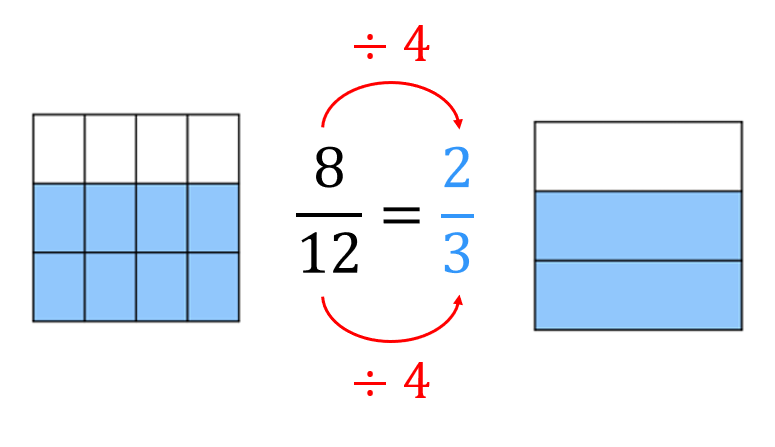 ÷ 4
8/12 = 2/3
÷ 4